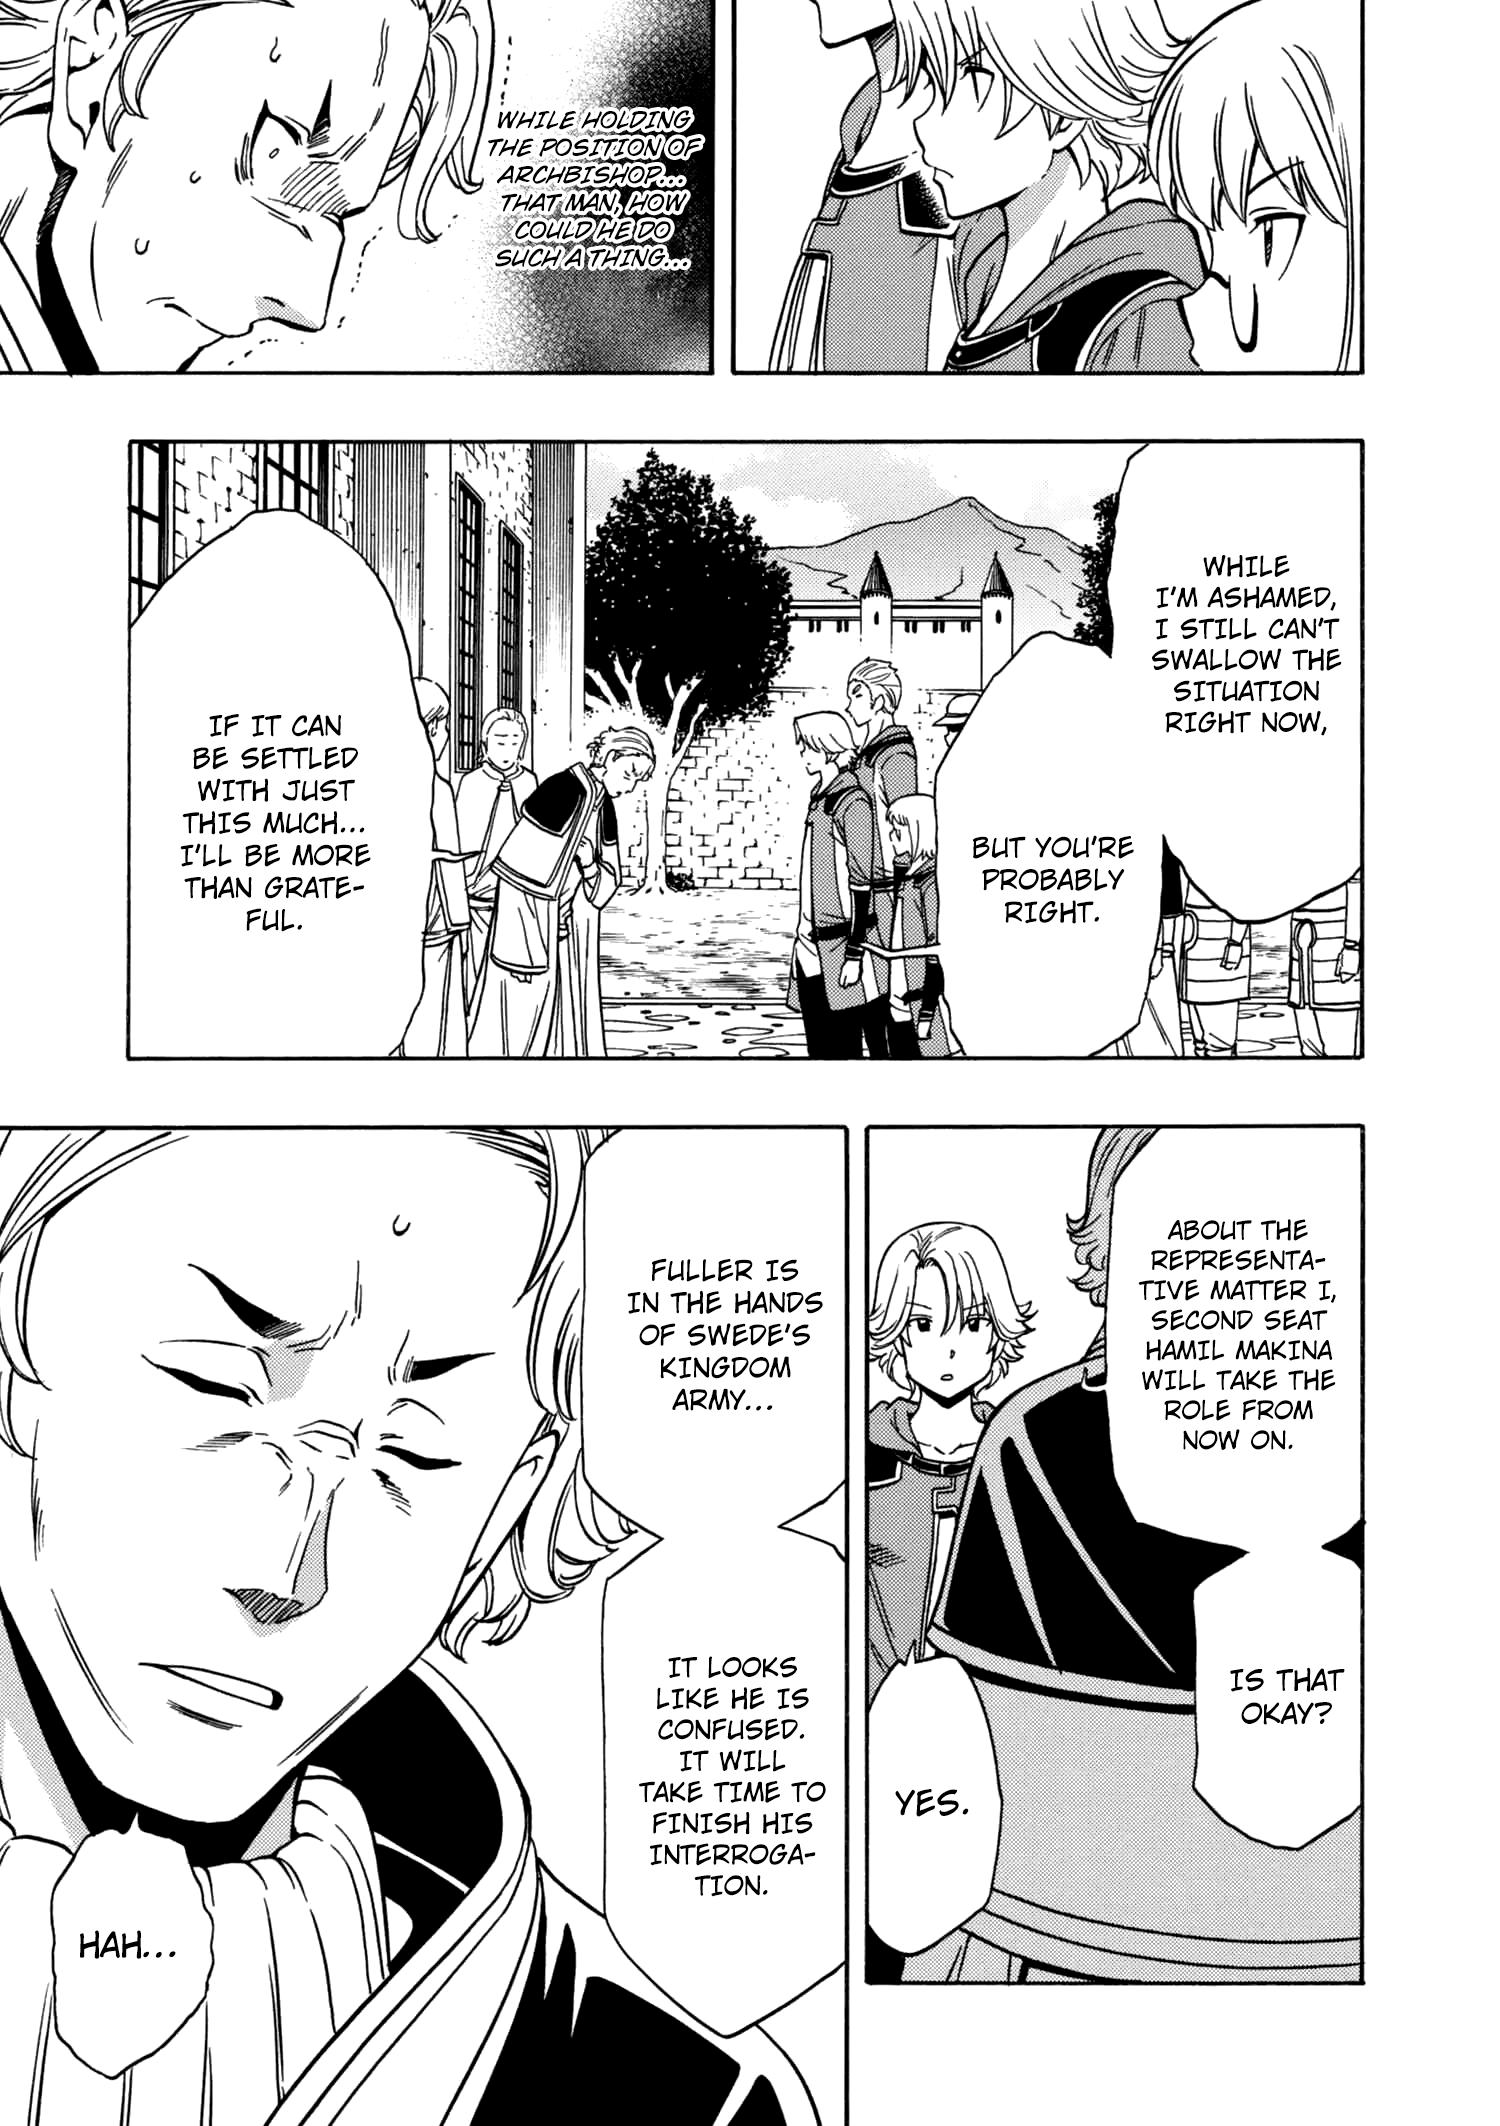 WHILE HOLDING
THE POSITION OF
ARCHBISHOP...
THAT MAN, HOW
COULD HE DO
SUCH A THING...
WHILE
I'M ASHAMED,
I STILL CAN'T
SWALLOW THE
SITUATION
RIGHT NOW,
BUT YOU'RE
PROBABLY
RIGHT.
IF IT CAN
BE SETTLED
WITH JUST
THIS MUCH...
I'LL BE MORE
THAN GRATE-
FUL.
ABOUT THE
REPRESENTA-
TIVE MATTER I,
SECOND SEAT
HAMIL MAKINA
WILL TAKE THE
ROLE FROM
NOW ON.
IS THAT
OKAY?
YES.
FULLER IS
IN THE HANDS
OF SWEDE'S
KINGDOM
ARMY...
IT LOOKS
LIKE HE IS
CONFUSED.
IT WILL
TAKE TIME TO
FINISH HIS
INTERROGA-
TION.
HAH...